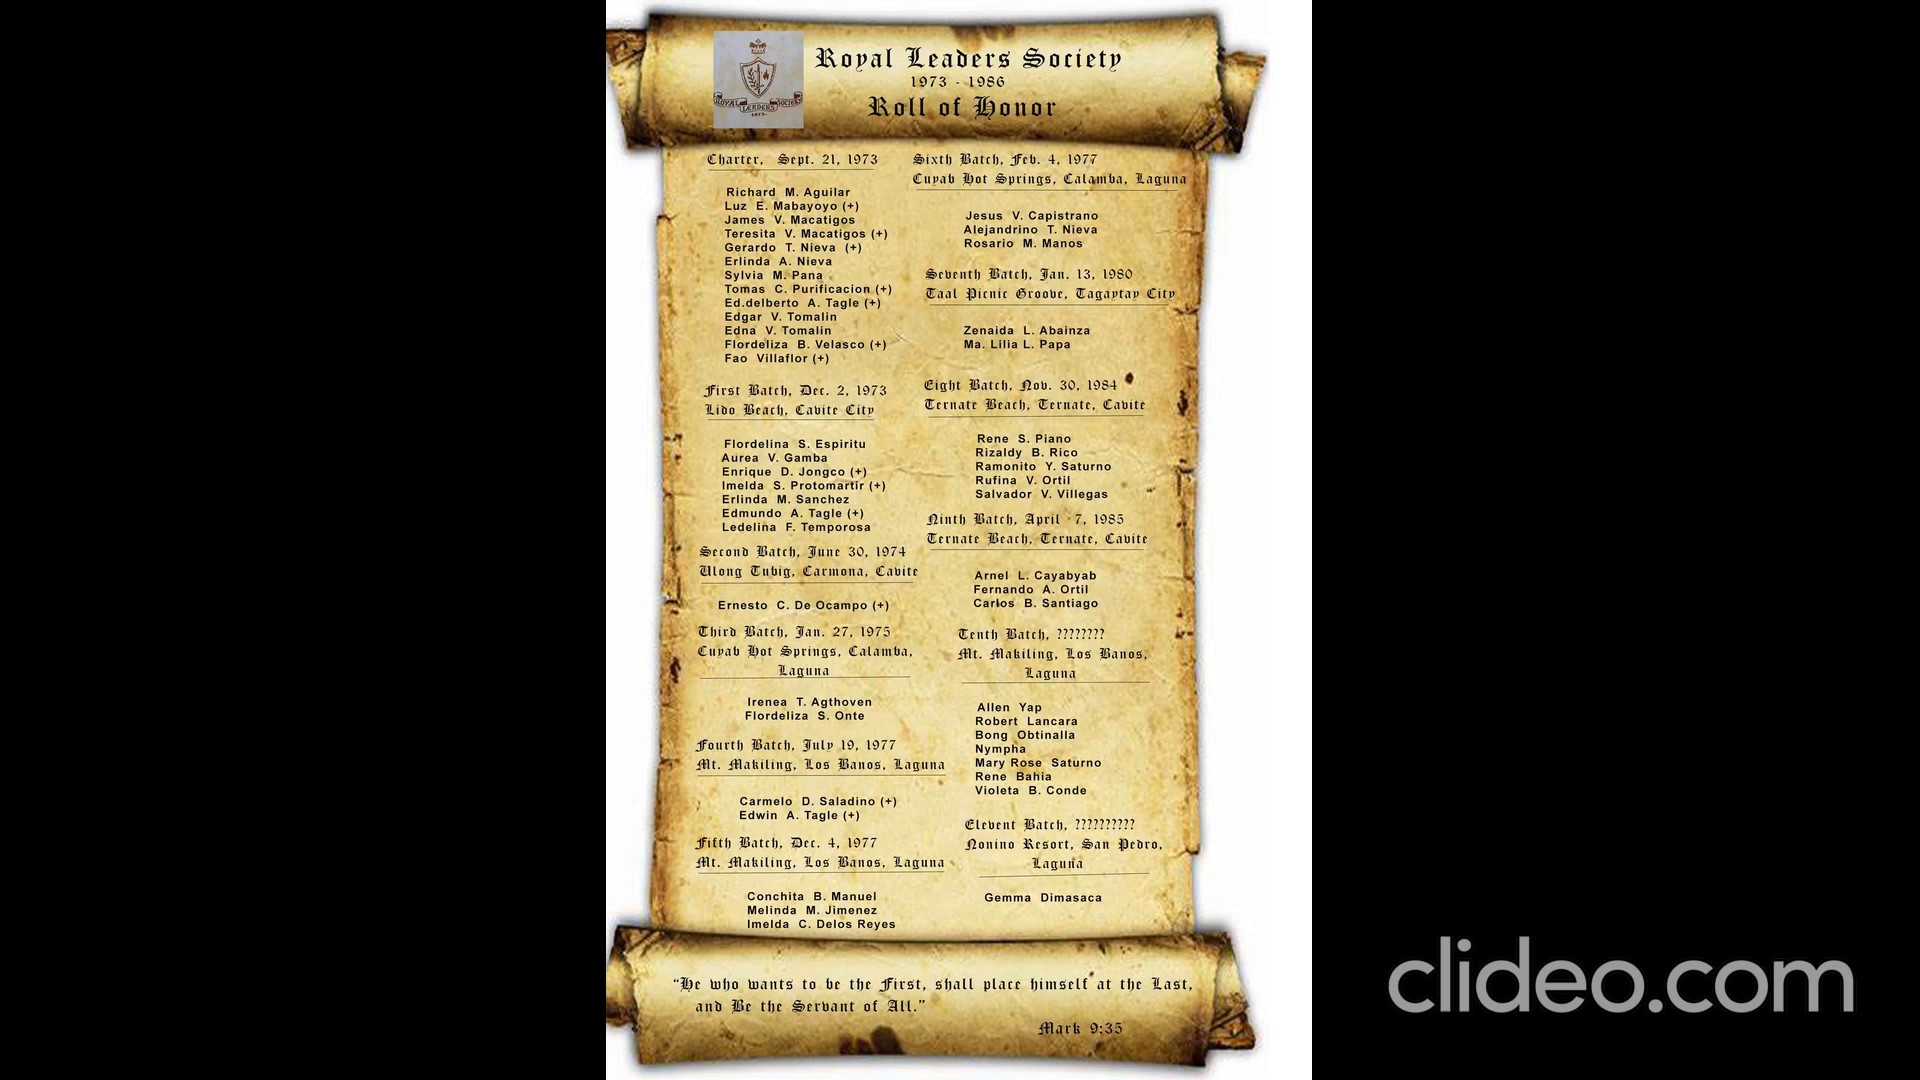 Royal Leaders Society
1973 - 1986
Roll of Honor
ROYAL LEADERS SOCIETY
-1973-
Charter, Sept. 21, 1973
Richard M. Aguilar
Luz E. Mabayoyo (+)
James V. Macatigos
Teresita V. Macatigos (+)
Gerardo T. Nieva (+)
Erlinda A. Nieva
Sylvia M. Pana
Tomas C. Purificacion (+)
Ed.delberto A. Tagle (+)
Edgar V. Tomalin
Edna V. Tomalin
Flordeliza B. Velasco (+)
Fao Villaflor (+)
First Batch, Dec. 2, 1973
Lido Beach, Cavite City
Flordelina S. Espiritu
Aurea V. Gamba
Enrique D. Jongco (+)
Imelda S. Protomartir (+)
Erlinda M. Sanchez
Edmundo A. Tagle (+)
Ledelina F. Temporosa
Second Batch, June 30, 1974
Ulong Tubig, Carmona, Cavite
Ernesto C. De Ocampo (+)
Third Batch, Jan. 27, 1975
Cuyab Hot Springs, Calamba,
Laguna
Irenea T. Agthoven
Flordeliza S. Onte
Fourth Batch, July 19, 1977
Mt. Makiling, Los Banos, Laguna
Carmelo D. Saladino (+)
Edwin A. Tagle (+)
Fifth Batch, Dec. 4, 1977
Mt. Makiling, Los Banos, Laguna
Conchita B. Manuel
Melinda M. Jimenez
Imelda C. Delos Reyes
Sixth Batch, Feb. 4, 1977
Cuyab Hot Springs, Calamba, Laguna
Jesus V. Capistrano
Alejandrino T. Nieva
Rosario M. Manos
Seventh Batch, Jan. 13, 1980
Taal Picnic Groove, Tagaytay City
Zenaida L. Abainza
Ma. Lilia L. Papa
Eight Batch, Nov. 30, 1984
Ternate Beach, Ternate, Cavite
Rene S. Piano
Rizaldy B. Rico
Ramonito Y. Saturno
Rufina V. Ortil
Salvador V. Villegas
Ninth Batch, April 7, 1985
Ternate Beach, Ternate, Cavite
Arnel L. Cayabyab
Fernando A. Ortil
Carlos B. Santiago
Tenth Batch, ????????
Mt. Makiling, Los Banos,
Laguna
Allen Yap
Robert Lancara
Bong Obtinalla
Nympha
Mary Rose Saturno
Rene Bahia
Violeta B. Conde
Elevent Batch, ??????????
Nonino Resort, San Pedro,
Laguna
Gemma Dimasaca
“He who wants to be the First, shall place himself at the Last,
and Be the Servant of All.”
Mark 9:35
clideo.com